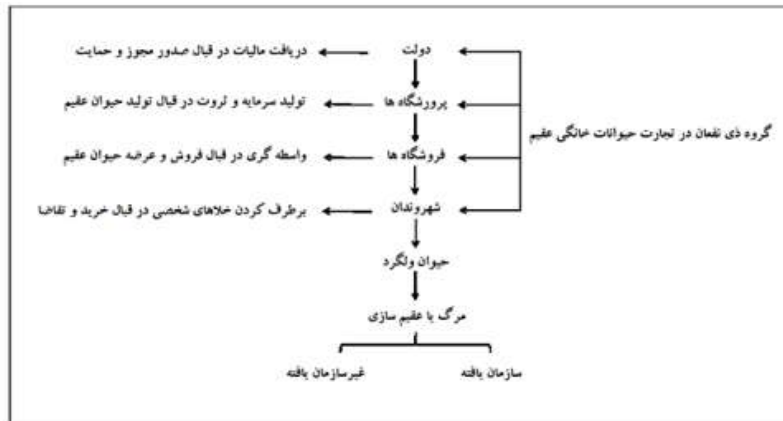 دولت
دریافت مالیات در قبال صدور مجوز و حمایت
پرورشگاه ها
تولید سرمایه و ثروت در قبال تولید حیوان عقیم
گروه ذی نفعان در تجارت حیوانات خانگی عقیم
فروشگاه ها
واسطه گری در قبال فروش و عرضه حیوان عقیم
شهروندان
برطرف کردن خلاهای شخصی در قبال خرید و تقاضا
حیوان ولگرد
مرگ یا عقیم سازی
سازمان یافته
غیرسازمان یافته